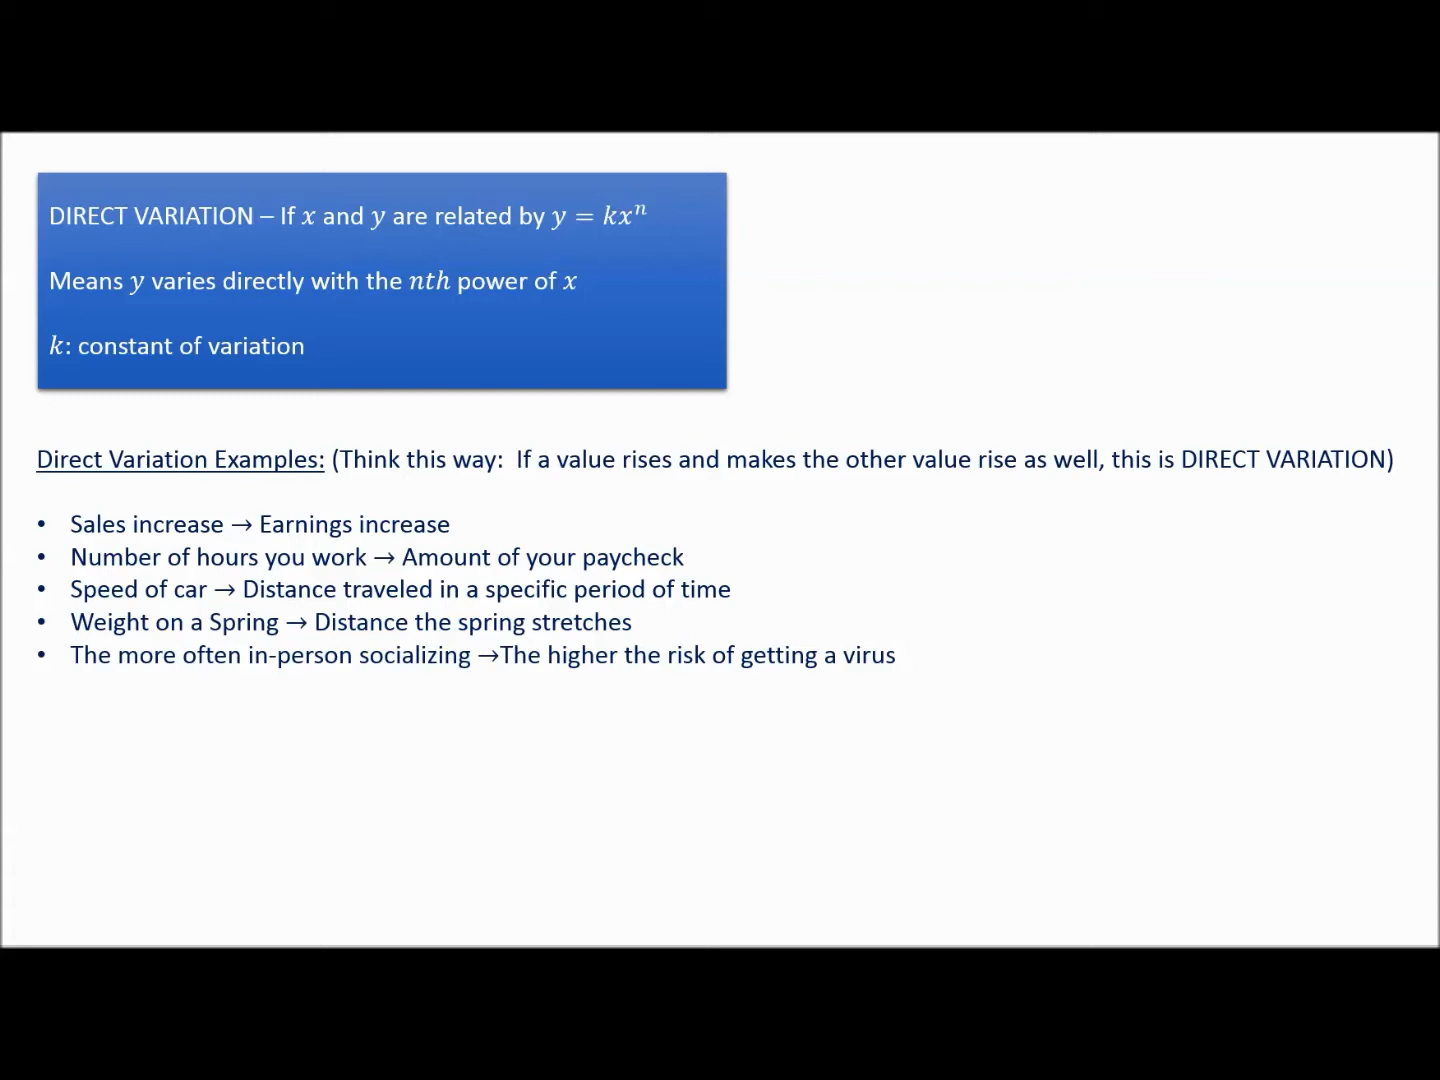 DIRECT VARIATION – If x and y are related by y = kxⁿ
Means y varies directly with the nth power of x
k: constant of variation
Direct Variation Examples: (Think this way:  If a value rises and makes the other value rise as well, this is DIRECT VARIATION)
• Sales increase → Earnings increase
• Number of hours you work → Amount of your paycheck
• Speed of car → Distance traveled in a specific period of time
• Weight on a Spring → Distance the spring stretches
• The more often in-person socializing →The higher the risk of getting a virus